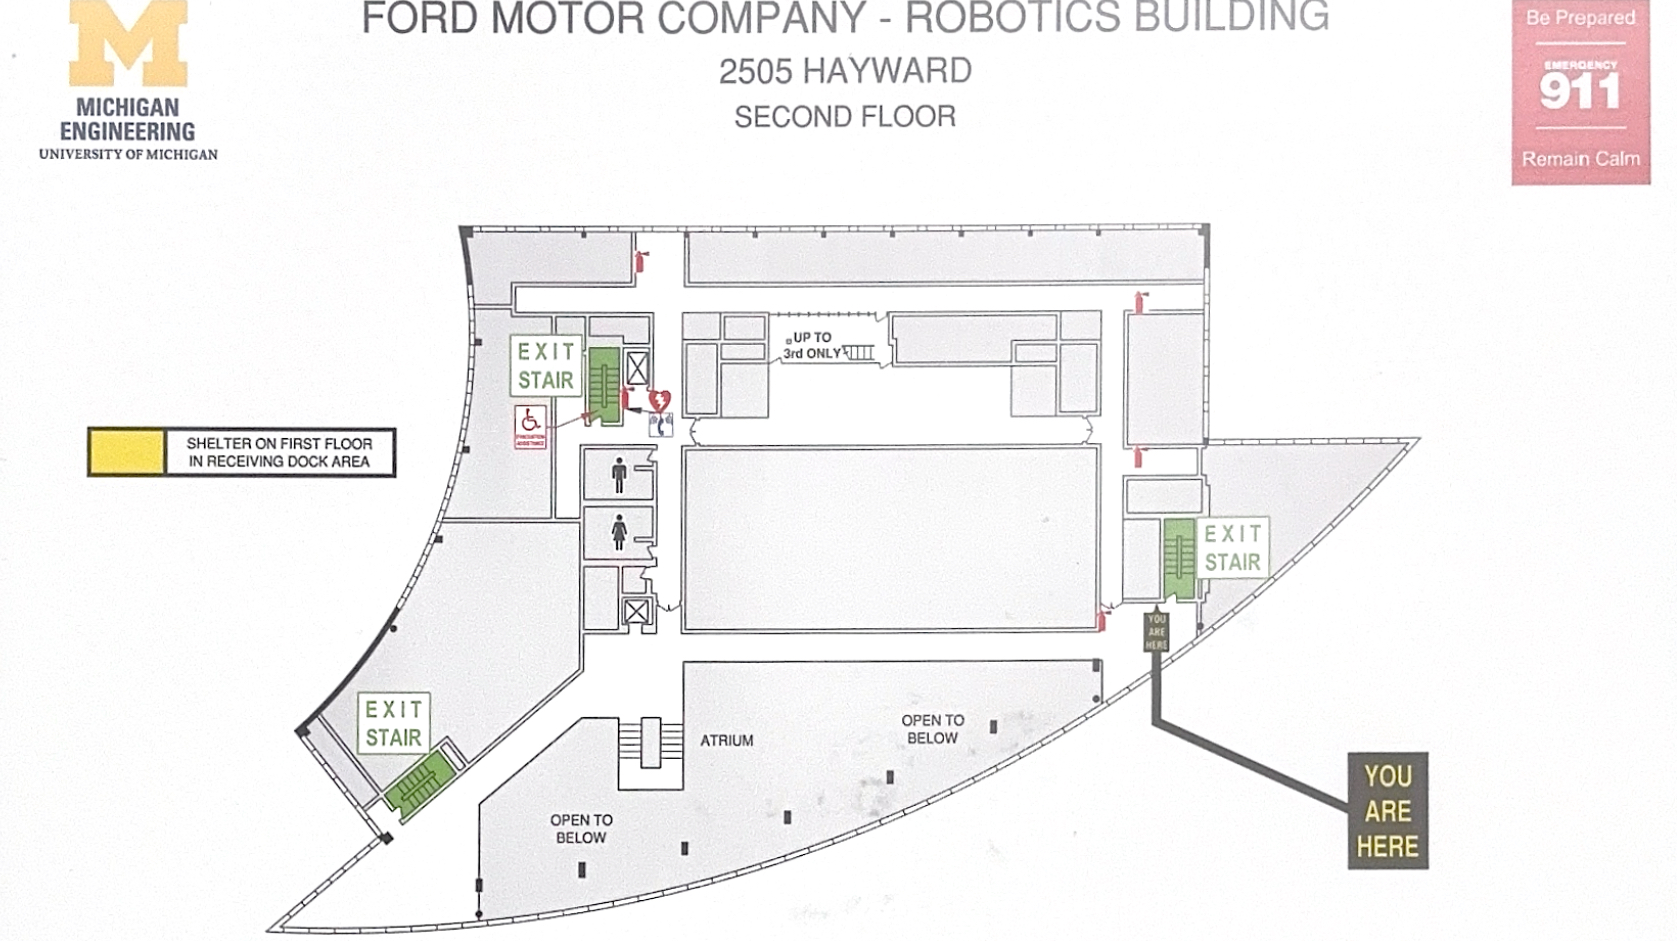 FORD MOTOR COMPANY - ROBOTICS BUILDING
2505 HAYWARD
SECOND FLOOR
M
MICHIGAN
ENGINEERING
UNIVERSITY OF MICHIGAN
Be Prepared
EMERGENCY
911
Remain Calm
SHELTER ON FIRST FLOOR
IN RECEIVING DOCK AREA
EXIT
STAIR
UP TO
3rd ONLY
EVACUATION
ASSISTANCE
EXIT
STAIR
YOU
ARE
HERE
EXIT
STAIR
ATRIUM
OPEN TO
BELOW
OPEN TO
BELOW
YOU
ARE
HERE